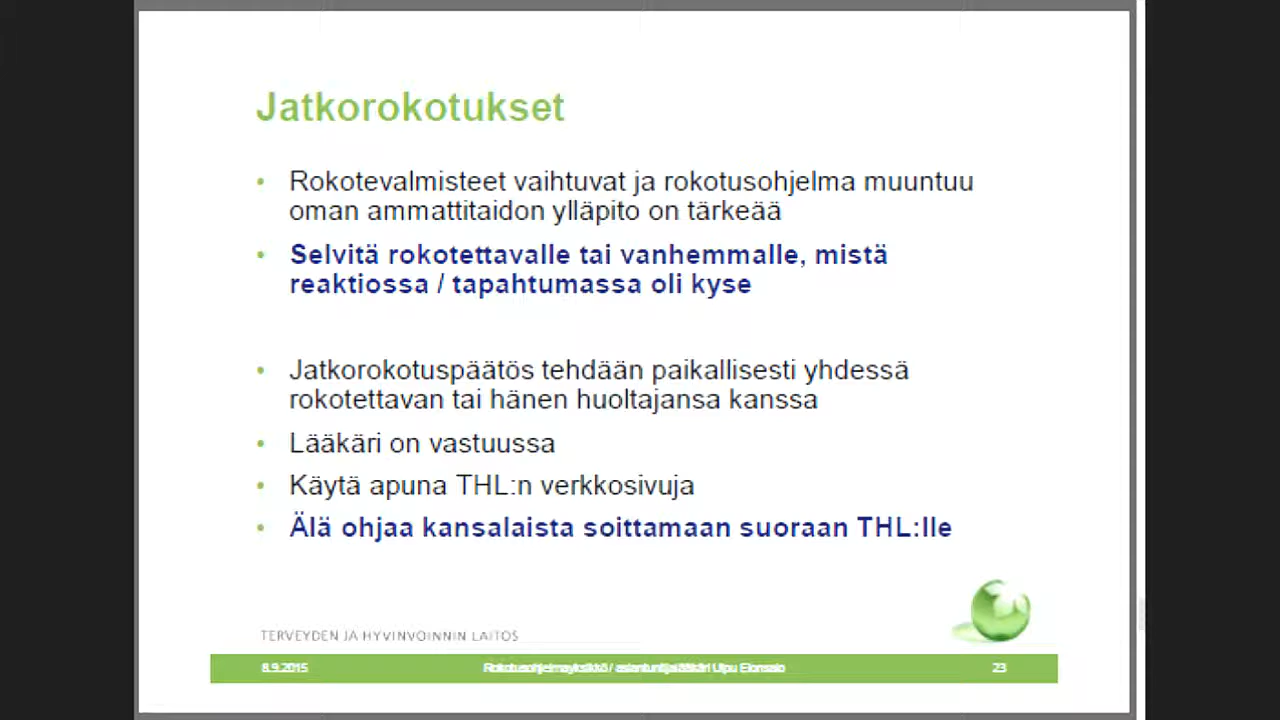 Jatkorokotukset
• Rokotevalmisteet vaihtuvat ja rokotusohjelma muuntuu
oman ammattitaidon ylläpito on tärkeää
• Selvitä rokotettavalle tai vanhemmalle, mistä
reaktiossa / tapahtumassa oli kyse
• Jatkorokotuspäätös tehdään paikallisesti yhdessä
rokotettavan tai hänen huoltajansa kanssa
• Lääkäri on vastuussa
• Käytä apuna THL:n verkkosivuja
• Älä ohjaa kansalaista soittamaan suoraan THL:lle
TERVEYDEN JA HYVINVOINNIN LAITOS
8.9.2015
Rokotusohjelmayksikkö / asiantuntijalääkäri Ulpu Elonsalo
23